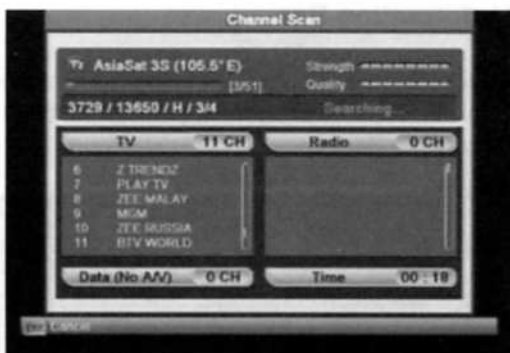 Channel Scan
AsiaSat 3S (105.5°E)
Strength
[3/51]
Quality
3729 / 13650 / H / 3/4
Searching...
TV 11 CH
Radio 0 CH
6 Z TRENDZ
7 PLAY TV
8 ZEE MALAY
9 MGM
10 ZEE RUSSIA
11 BTV WORLD
Data (No A/V) 0 CH
Time 00 : 18
Cancel